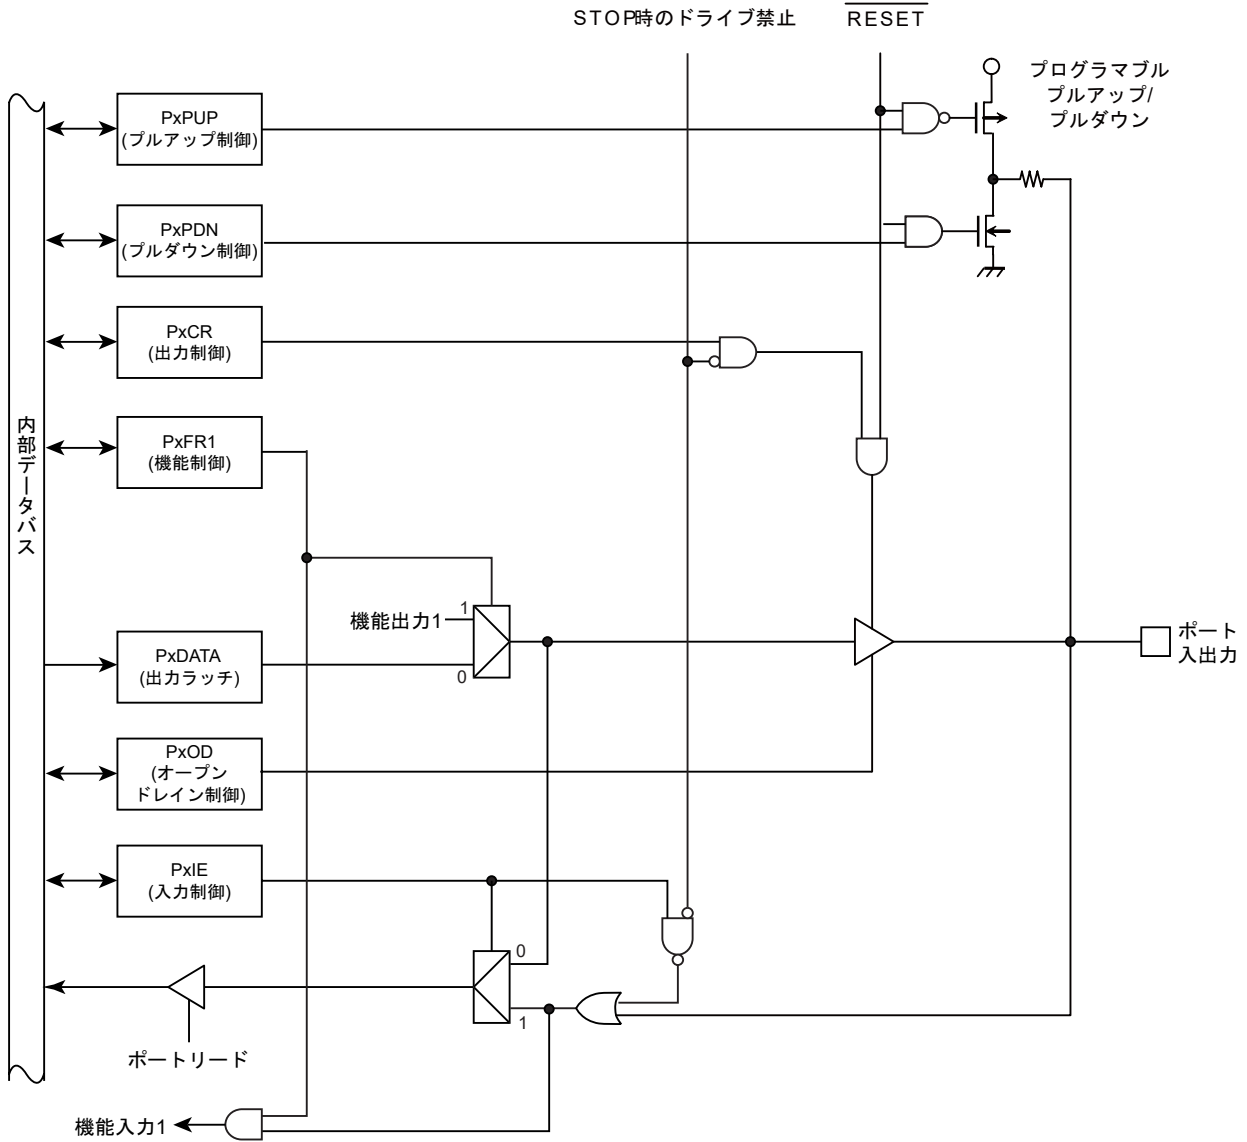 STOP時のドライブ禁止
RESET
プログラマブル
プルアップ/
プルダウン
PxPUP
(プルアップ制御)
PxPDN
(プルダウン制御)
PxCR
(出力制御)
PxFR1
(機能制御)
内部データバス
機能出力1
1
0
PxDATA
(出力ラッチ)
ポート
入出力
PxOD
(オープン
ドレイン制御)
PxIE
(入力制御)
0
1
ポートリード
機能入力1